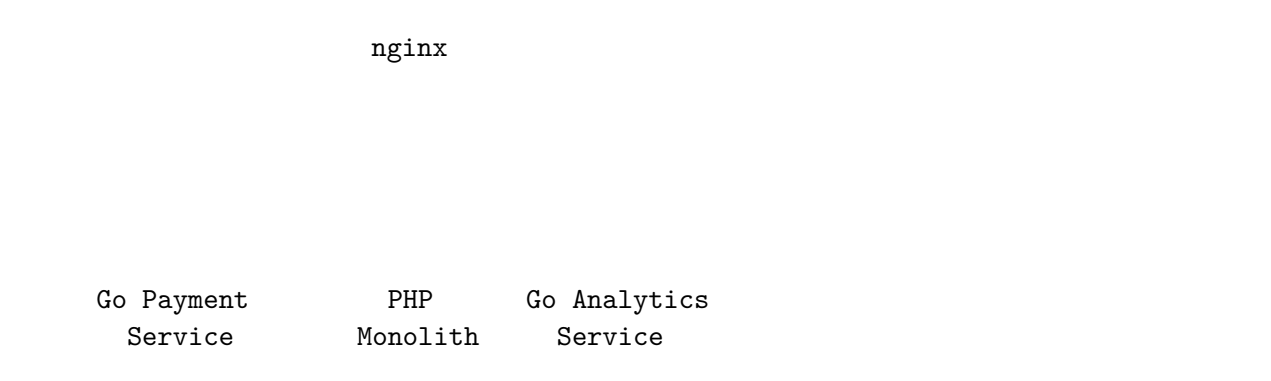 nginx
Go Payment Service
PHP Monolith
Go Analytics Service